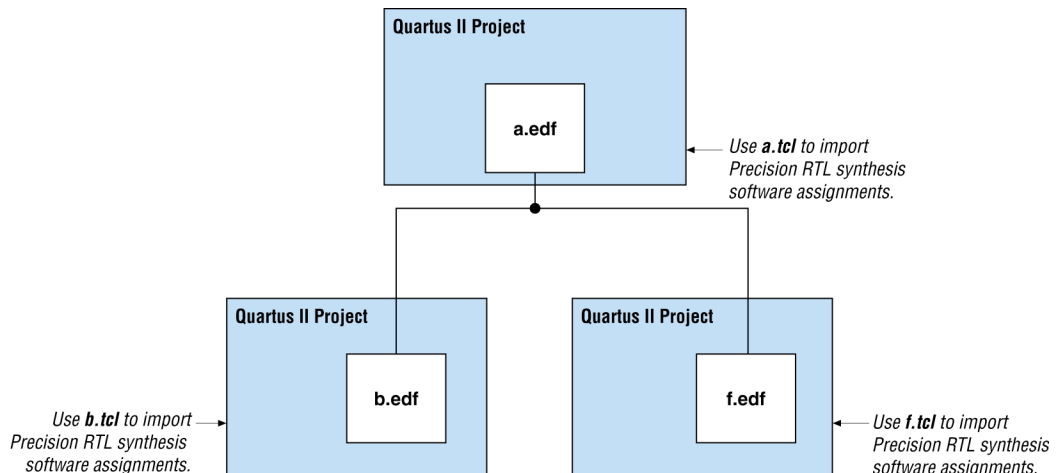 Quartus II Project
a.edf
Use a.tcl to import
Precision RTL synthesis
software assignments.
Quartus II Project
b.edf
Use b.tcl to import
Precision RTL synthesis
software assignments.
Quartus II Project
f.edf
Use f.tcl to import
Precision RTL synthesis
software assignments.